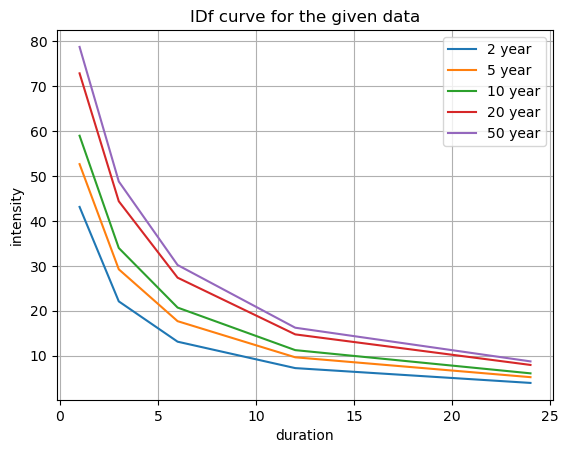 IDf curve for the given data
80
70
60
50
40
30
20
10
intensity
0
5
10
15
20
25
duration
2 year
5 year
10 year
20 year
50 year